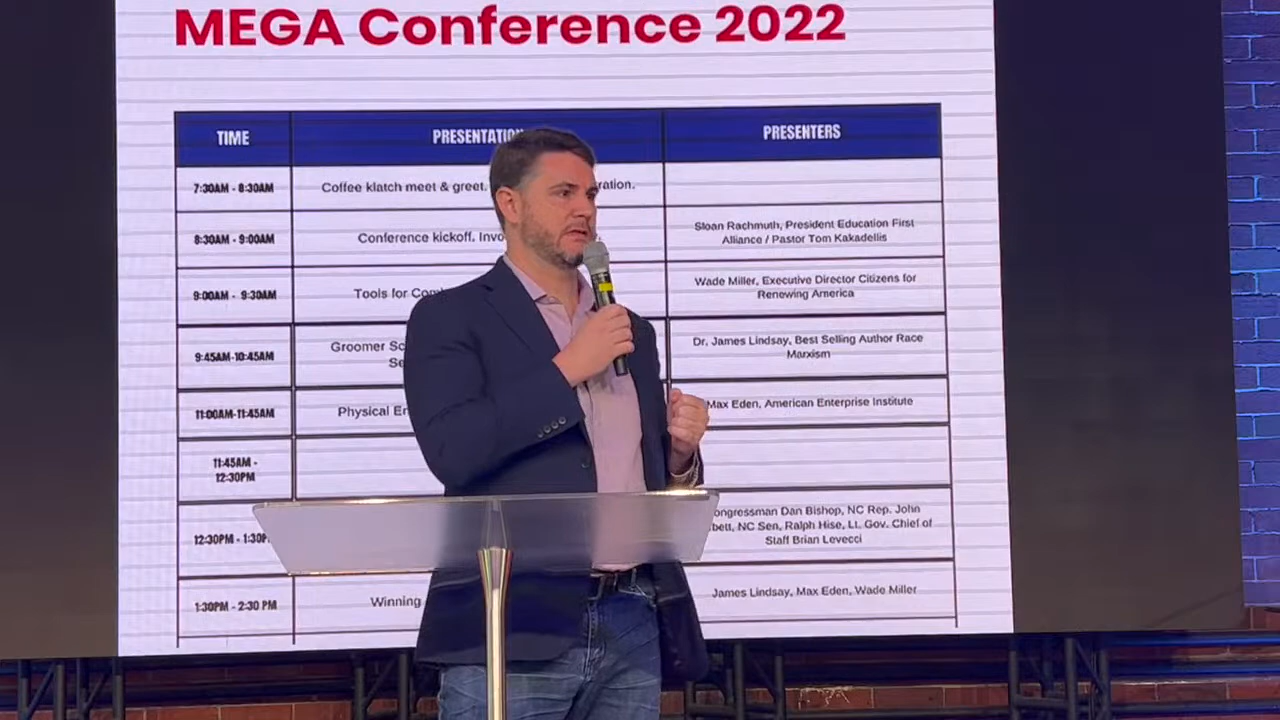 MEGA Conference 2022
TIME PRESENTATION PRESENTERS
7:30AM - 8:30AM Coffee klatch meet & greet. ration.
8:30AM - 9:00AM Conference kickoff. Invo Sloan Rachmuth, President Education First
Alliance / Pastor Tom Kakadellis
9:00AM - 9:30AM Tools for Com Wade Miller, Executive Director Citizens for
Renewing America
9:45AM-10:45AM Groomer Sc Dr. James Lindsay, Best Selling Author Race
Se Marxism
11:00AM-11:45AM Physical En Max Eden, American Enterprise Institute
11:45AM -
12:30PM
12:30PM - 1:30P ongressman Dan Bishop, NC Rep. John
bett, NC Sen, Ralph Hise, Lt. Gov. Chief of
Staff Brian Levecci
1:30PM - 2:30 PM Winning James Lindsay, Max Eden, Wade Miller